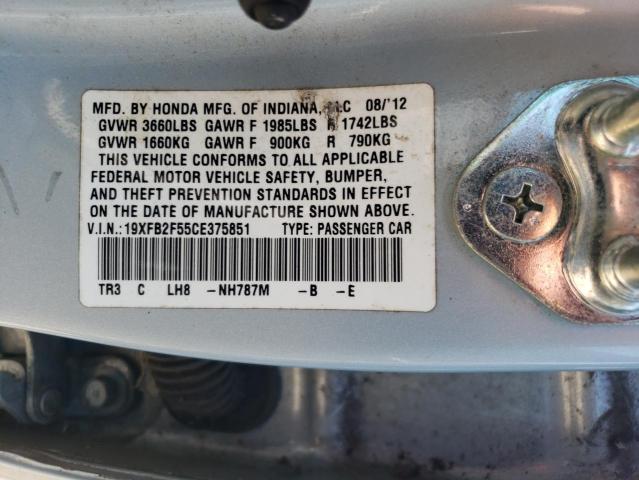 MFD. BY HONDA MFG. OF INDIANA, LLC 08/'12
GVWR 3660LBS GAWR F 1985LBS R 1742LBS
GVWR 1660KG GAWR F 900KG R 790KG
THIS VEHICLE CONFORMS TO ALL APPLICABLE
FEDERAL MOTOR VEHICLE SAFETY, BUMPER,
AND THEFT PREVENTION STANDARDS IN EFFECT
ON THE DATE OF MANUFACTURE SHOWN ABOVE.
V.I.N.:19XFB2F55CE375851 TYPE: PASSENGER CAR
TR3 C LH8 -NH787M -B -E